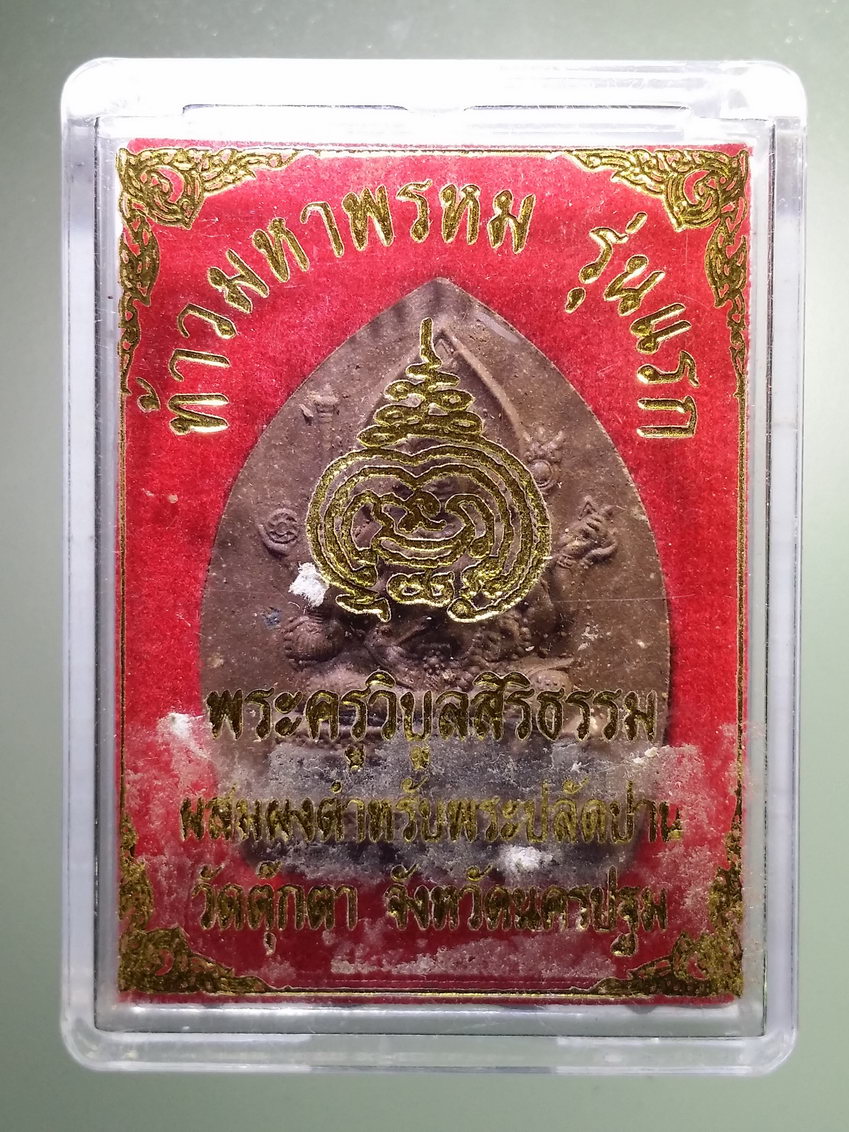 ท้าวมหาพรหม รุ่นแรก
พระครูวิบูลสิริธรรม
ผสมผงตำหรับพระปลัดปาน
วัดตุ๊กตา จังหวัดนครปฐม